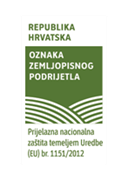 REPUBLIKA
HRVATSKA
OZNAKA
ZEMLJOPISNOG
PODRIJETLA
Prijelazna nacionalna
zaštita temeljem Uredbe
(EU) br. 1151/2012